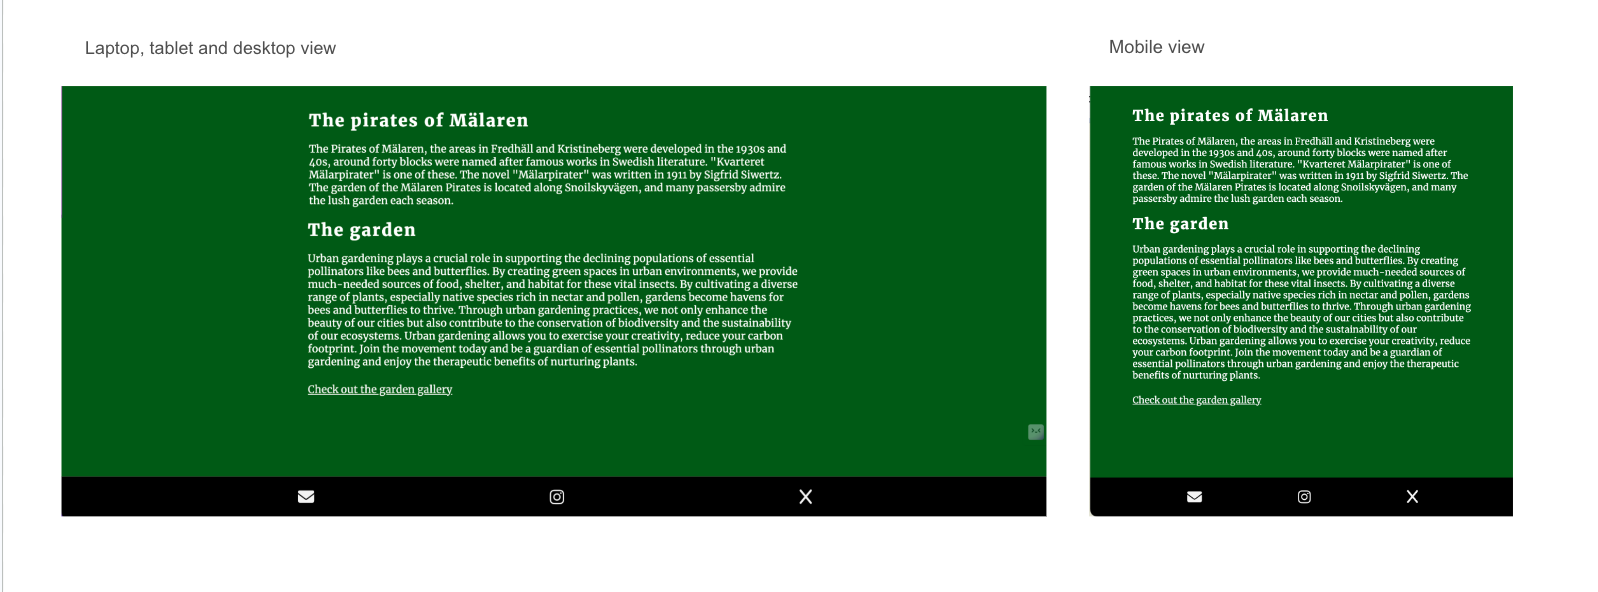 Laptop, tablet and desktop view
The pirates of Mälaren
The Pirates of Mälaren, the areas in Fredhäll and Kristineberg were developed in the 1930s and
40s, around forty blocks were named after famous works in Swedish literature. "Kvarteret
Mälarpirater" is one of these. The novel "Mälarpirater" was written in 1911 by Sigfrid Siwertz.
The garden of the Mälaren Pirates is located along Snoilskyvägen, and many passersby admire
the lush garden each season.
The garden
Urban gardening plays a crucial role in supporting the declining populations of essential
pollinators like bees and butterflies. By creating green spaces in urban environments, we provide
much-needed sources of food, shelter, and habitat for these vital insects. By cultivating a diverse
range of plants, especially native species rich in nectar and pollen, gardens become havens for
bees and butterflies to thrive. Through urban gardening practices, we not only enhance the
beauty of our cities but also contribute to the conservation of biodiversity and the sustainability
of our ecosystems. Urban gardening allows you to exercise your creativity, reduce your carbon
footprint. Join the movement today and be a guardian of essential pollinators through urban
gardening and enjoy the therapeutic benefits of nurturing plants.
Check out the garden gallery
Mobile view
The pirates of Mälaren
The Pirates of Mälaren, the areas in Fredhäll and Kristineberg were
developed in the 1930s and 40s, around forty blocks were named after
famous works in Swedish literature. "Kvarteret Mälarpirater" is one of
these. The novel "Mälarpirater" was written in 1911 by Sigfrid Siwertz. The
garden of the Mälaren Pirates is located along Snoilskyvägen, and many
passersby admire the lush garden each season.
The garden
Urban gardening plays a crucial role in supporting the declining
populations of essential pollinators like bees and butterflies. By creating
green spaces in urban environments, we provide much-needed sources of
food, shelter, and habitat for these vital insects. By cultivating a diverse
range of plants, especially native species rich in nectar and pollen, gardens
become havens for bees and butterflies to thrive. Through urban gardening
practices, we not only enhance the beauty of our cities but also contribute
to the conservation of biodiversity and the sustainability of our
ecosystems. Urban gardening allows you to exercise your creativity, reduce
your carbon footprint. Join the movement today and be a guardian of
essential pollinators through urban gardening and enjoy the therapeutic
benefits of nurturing plants.
Check out the garden gallery